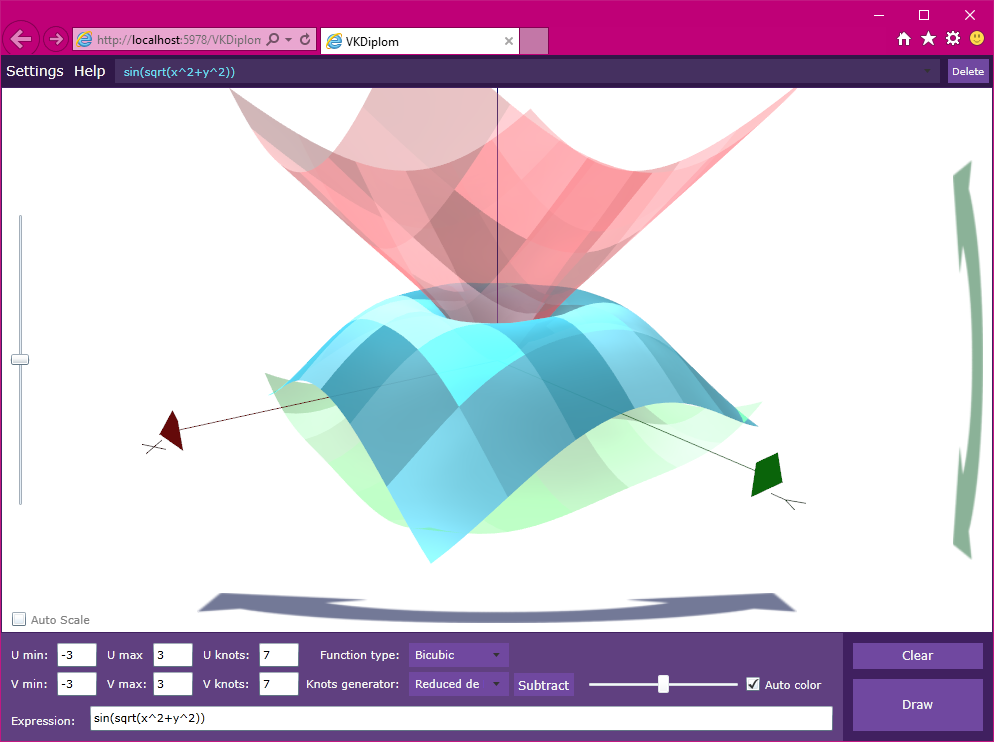 http://localhost:5978/VKDiplom
VKDiplom
Settings Help sin(sqrt(x^2+y^2)) Delete
X
Y
Auto Scale
U min: -3 U max 3 U knots: 7 Function type: Bicubic
V min: -3 V max: 3 V knots: 7 Knots generator: Reduced de Subtract Auto color
Expression: sin(sqrt(x^2+y^2))
Clear
Draw